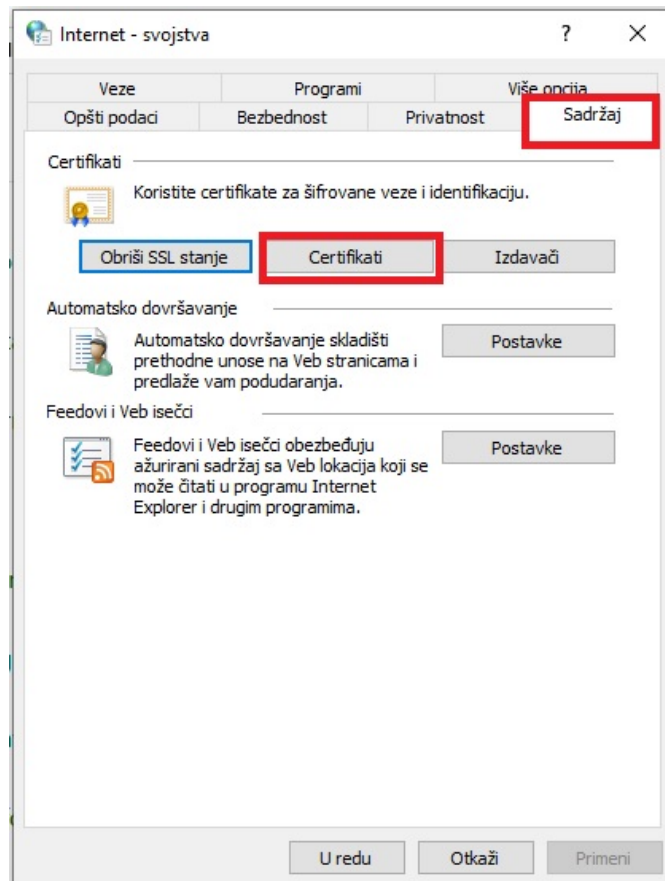 Internet - svojstva
Veze Programi Više opcija
Opšti podaci Bezbednost Privatnost Sadržaj
Certifikati
Koristite certifikate za šifrovane veze i identifikaciju.
Obriši SSL stanje Certifikati Izdavači
Automatsko dovršavanje
Automatsko dovršavanje skladišti
prethodne unose na Veb stranicama i
predlaže vam podudaranja.
Postavke
Feedovi i Veb isečci
Feedovi i Veb isečci obezbeđuju
ažurirani sadržaj sa Veb lokacija koji se
može čitati u programu Internet
Explorer i drugim programima.
Postavke
U redu Otkaži Primeni